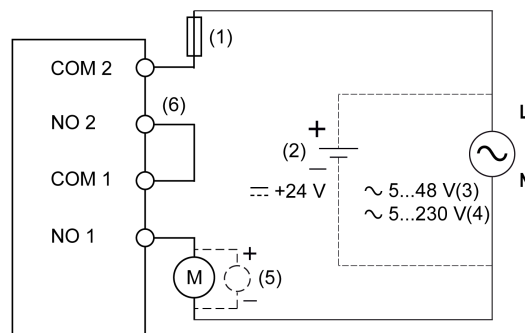 (1)
COM 2
NO 2
(6)
COM 1
NO 1
M
+
(5)
−
+
(2)
−
⎓ +24 V
∼ 5...48 V(3)
∼ 5...230 V(4)
L
∼